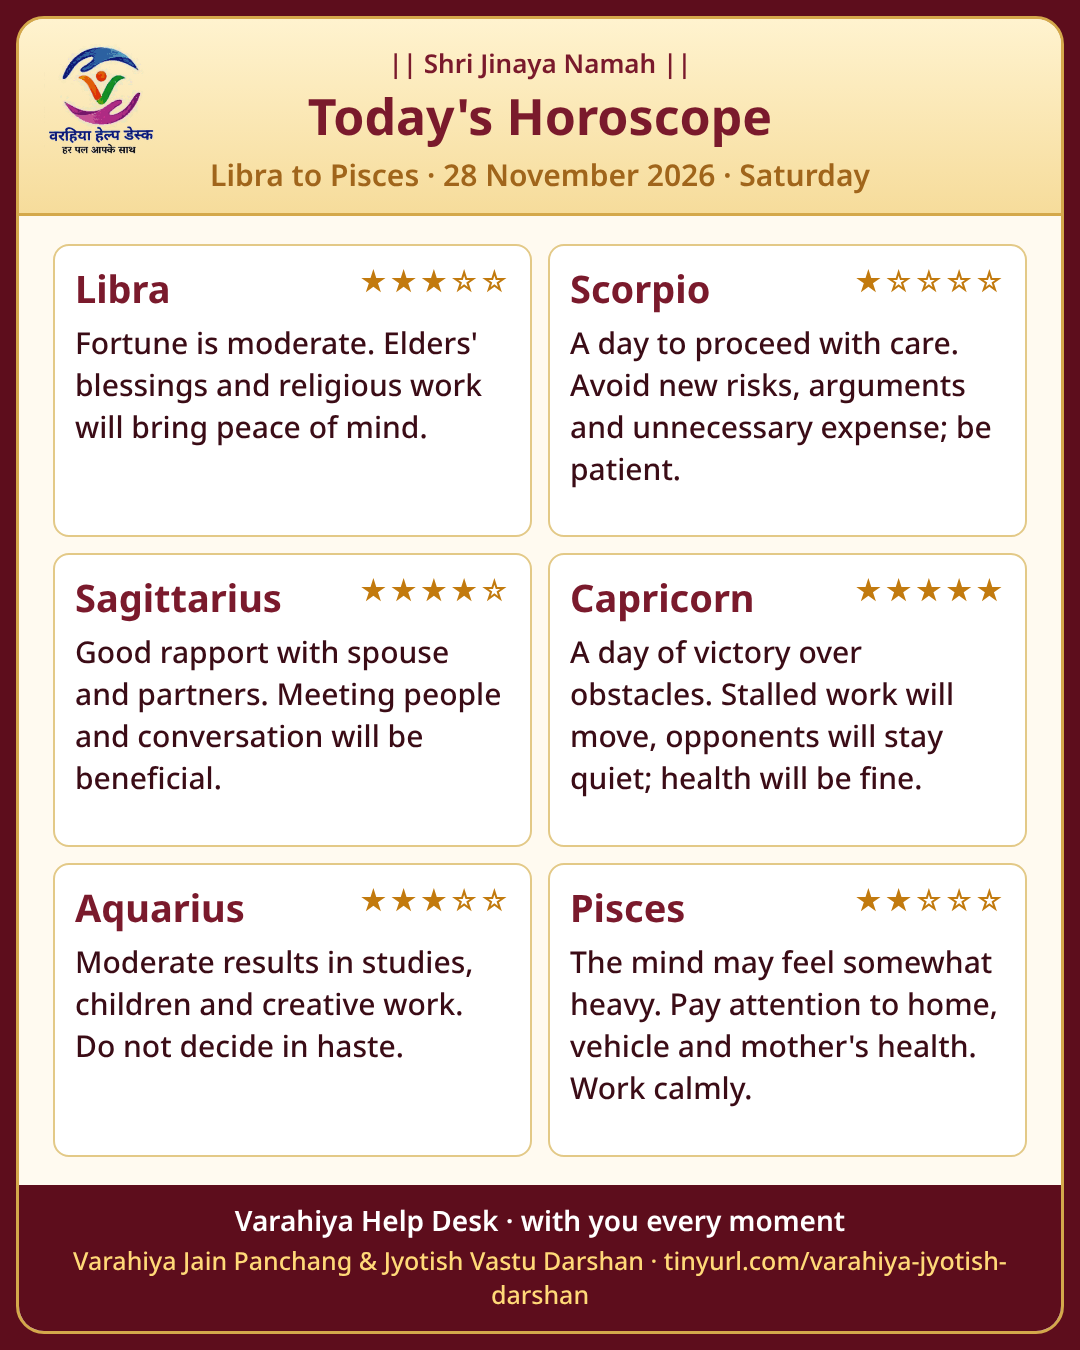 वरहिया हेल्प डेस्क
हर पल आपके साथ
|| Shri Jinaya Namah ||
Today's Horoscope
Libra to Pisces · 28 November 2026 · Saturday
Libra ★★★☆☆
Fortune is moderate. Elders'
blessings and religious work
will bring peace of mind.
Scorpio ★☆☆☆☆
A day to proceed with care.
Avoid new risks, arguments
and unnecessary expense; be
patient.
Sagittarius ★★★★☆
Good rapport with spouse
and partners. Meeting people
and conversation will be
beneficial.
Capricorn ★★★★★
A day of victory over
obstacles. Stalled work will
move, opponents will stay
quiet; health will be fine.
Aquarius ★★★☆☆
Moderate results in studies,
children and creative work.
Do not decide in haste.
Pisces ★★☆☆☆
The mind may feel somewhat
heavy. Pay attention to home,
vehicle and mother's health.
Work calmly.
Varahiya Help Desk · with you every moment
Varahiya Jain Panchang & Jyotish Vastu Darshan · tinyurl.com/varahiya-jyotish-
darshan